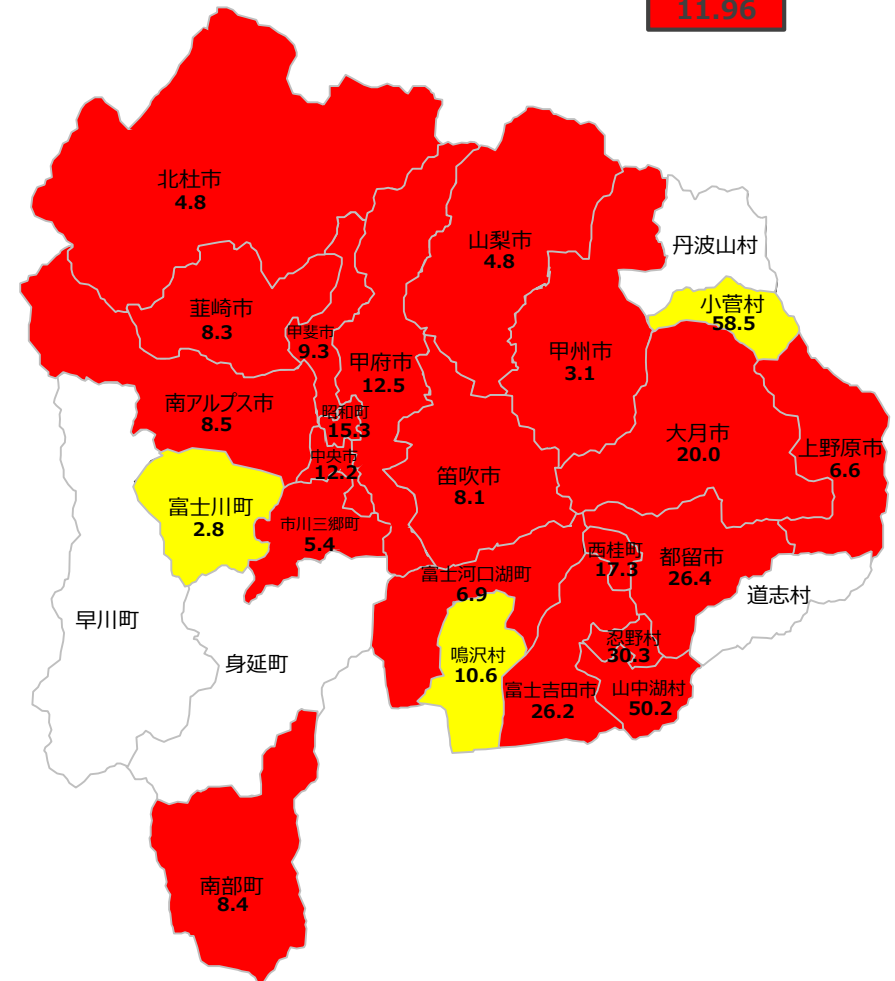 11.96
北杜市
4.8
山梨市
4.8
丹波山村
小菅村
58.5
韮崎市
8.3
甲斐市
9.3
甲府市
12.5
甲州市
3.1
南アルプス市
8.5
昭和町
15.3
大月市
20.0
上野原市
6.6
中央市
12.2
笛吹市
8.1
富士川町
2.8
市川三郷町
5.4
西桂町
17.3
都留市
26.4
富士河口湖町
6.9
道志村
早川町
身延町
鳴沢村
10.6
忍野村
30.3
富士吉田市
26.2
山中湖村
50.2
南部町
8.4